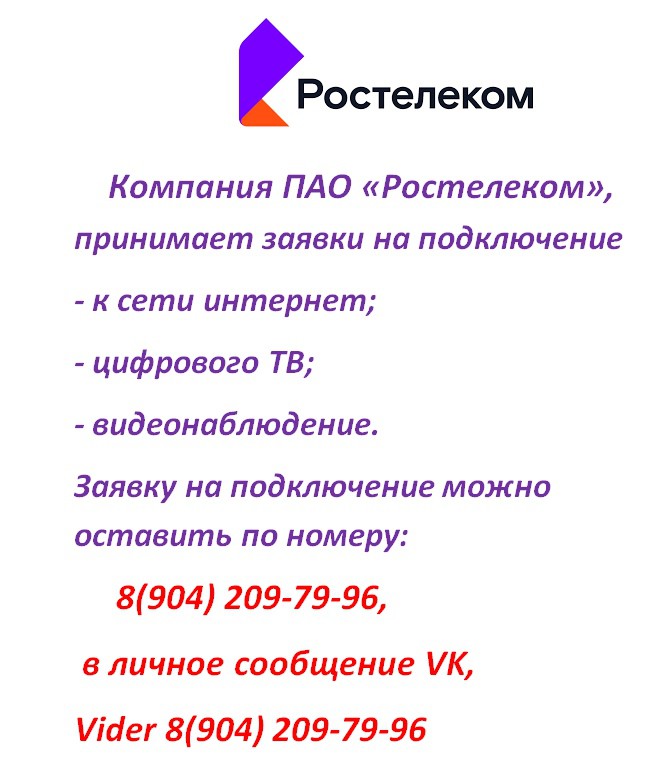 Ростелеком
Компания ПАО «Ростелеком»,
принимает заявки на подключение
- к сети интернет;
- цифрового ТВ;
- видеонаблюдение.
Заявку на подключение можно
оставить по номеру:
8(904) 209-79-96,
в личное сообщение VK,
Vider 8(904) 209-79-96